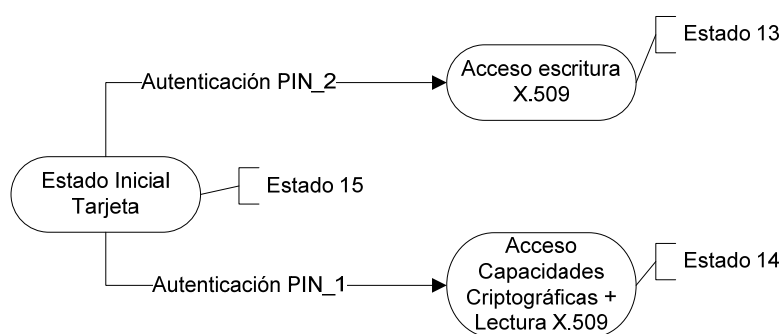 Estado 13
Acceso escritura
X.509
Autenticación PIN_2
Estado Inicial
Tarjeta
Estado 15
Acceso
Capacidades
Criptográficas +
Lectura X.509
Estado 14
Autenticación PIN_1